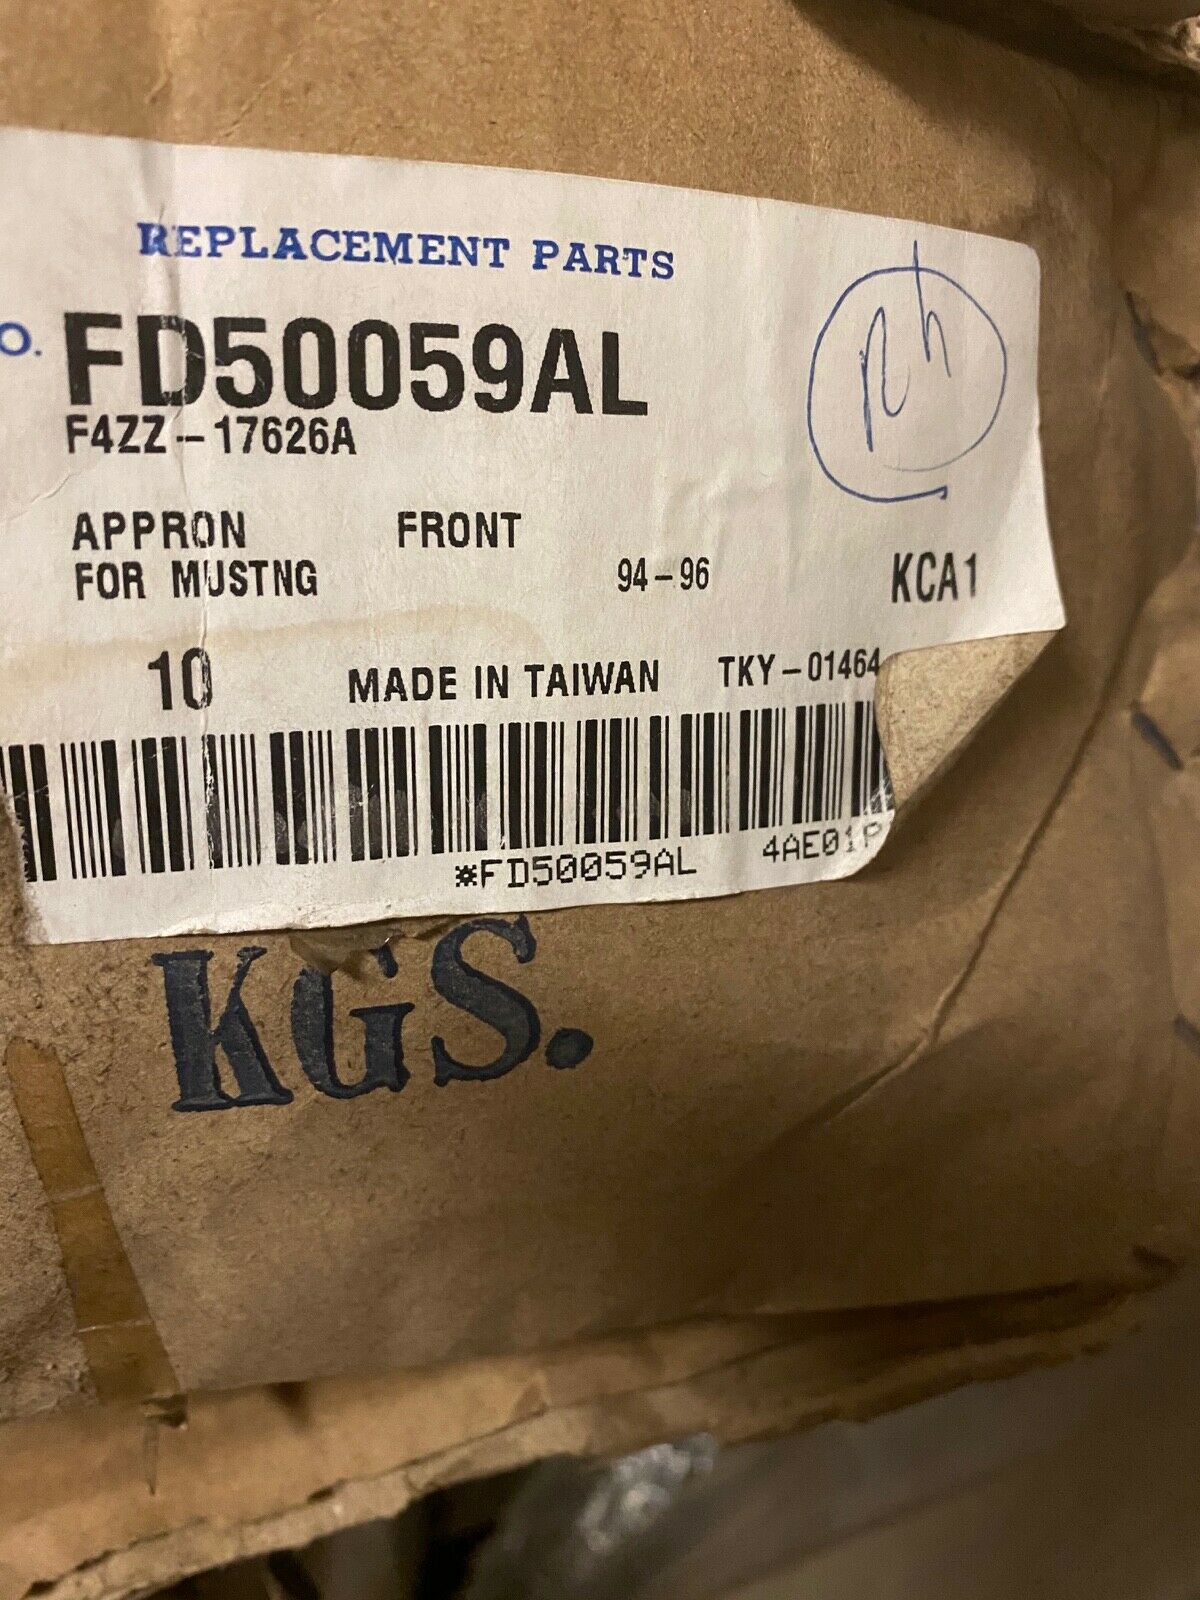 REPLACEMENT PARTS
O. FD50059AL
F4ZZ-17626A
Rh
APPRON FRONT
FOR MUSTNG 94-96 KCA1
10 MADE IN TAIWAN TKY-01464
*FD50059AL 4AE01P
KGS.